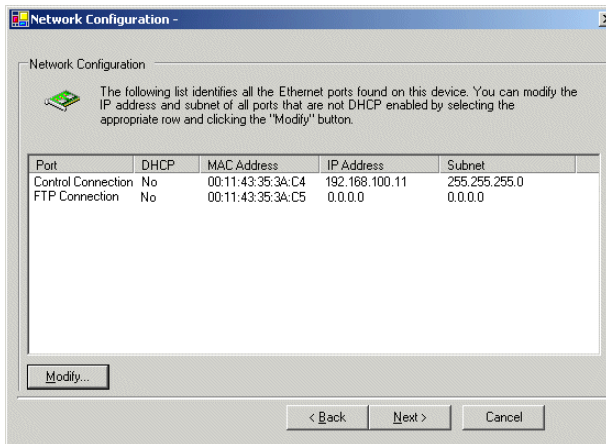 Network Configuration -
Network Configuration
The following list identifies all the Ethernet ports found on this device. You can modify the
IP address and subnet of all ports that are not DHCP enabled by selecting the
appropriate row and clicking the "Modify" button.
Port DHCP MAC Address IP Address Subnet
Control Connection No 00:11:43:35:3A:C4 192.168.100.11 255.255.255.0
FTP Connection No 00:11:43:35:3A:C5 0.0.0.0 0.0.0.0
Modify...
< Back Next > Cancel